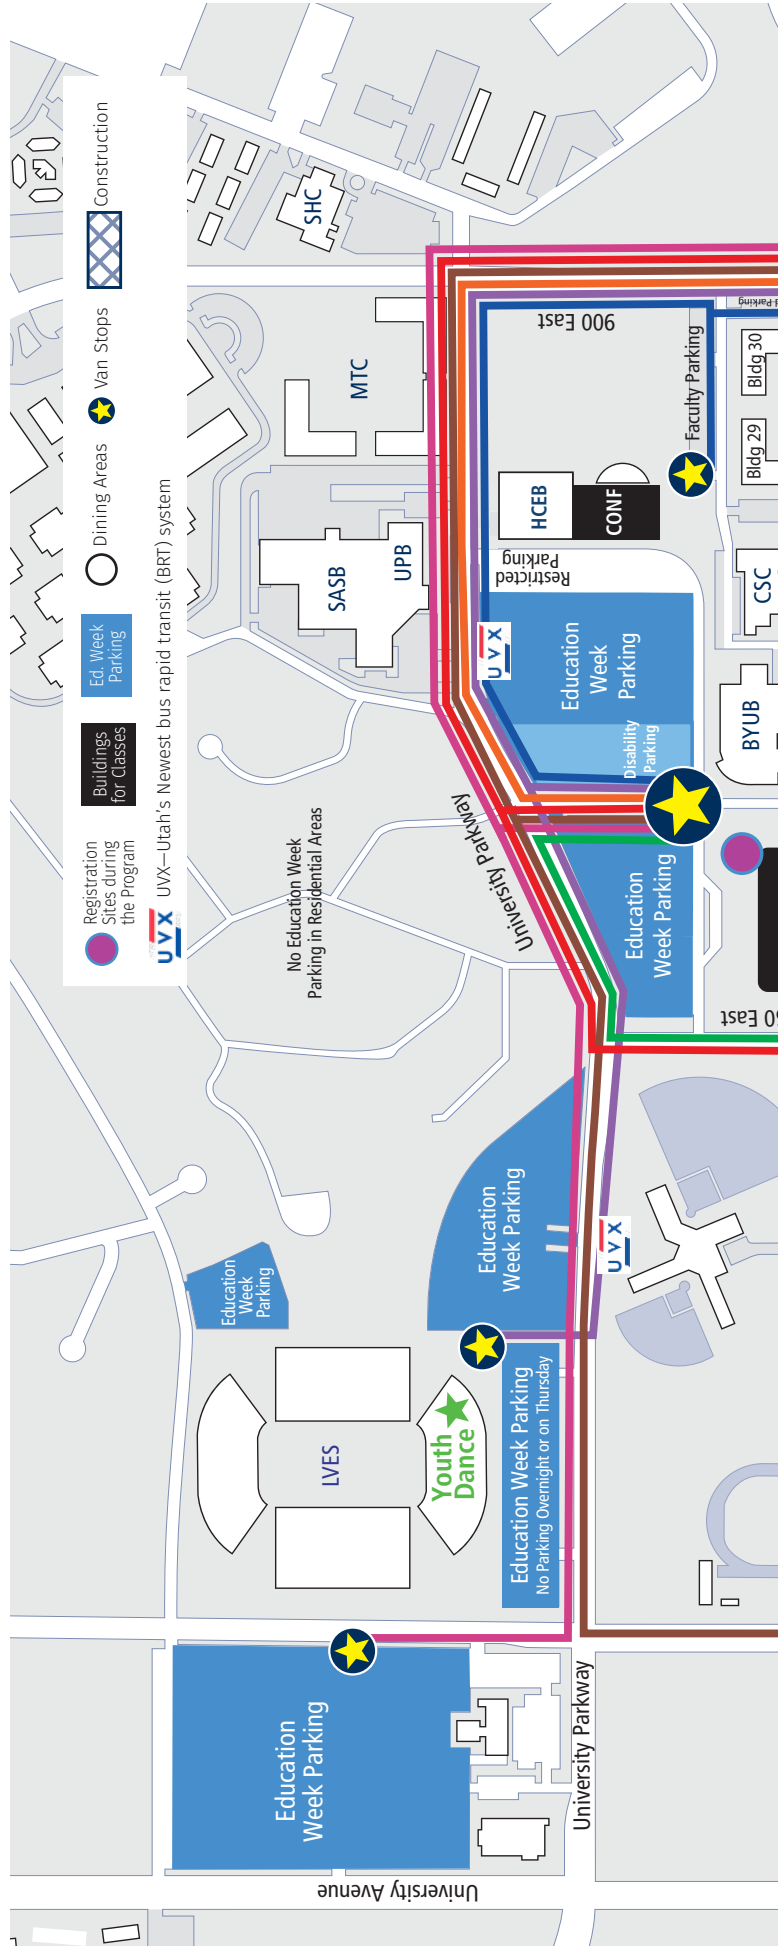 Registration
Sites during
the Program
Buildings
for Classes
Ed. Week
Parking
Dining Areas
Van Stops
Construction
UVX
UVX—Utah's Newest bus rapid transit (BRT) system
SHC
MTC
SASB
UPB
900 East
HCEB
CONF
Faculty Parking
Bldg 30
Bldg 29
CSC
BYUB
Restricted
Parking
UVX
Education
Week
Parking
Disability
Parking
University Parkway
No Education Week
Parking in Residential Areas
Education
Week Parking
East
Education
Week Parking
UVX
Education
Week
Parking
LVES
Youth
Dance
Education Week Parking
No Parking Overnight or on Thursday
Education
Week Parking
University Parkway
University Avenue